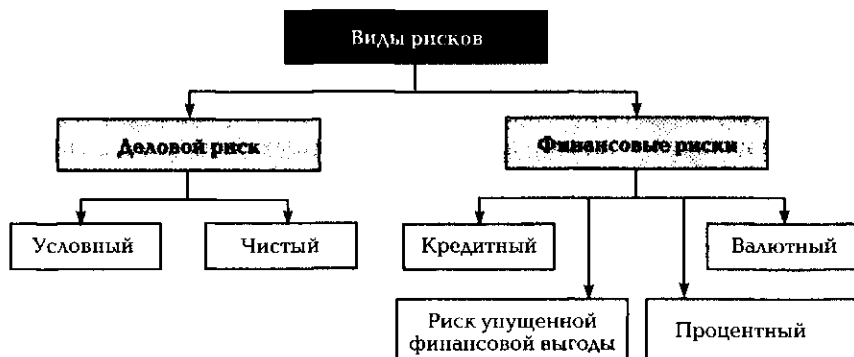 Виды рисков
Деловой риск
Финансовые риски
Условный
Чистый
Кредитный
Валютный
Риск упущенной
финансовой выгоды
Процентный